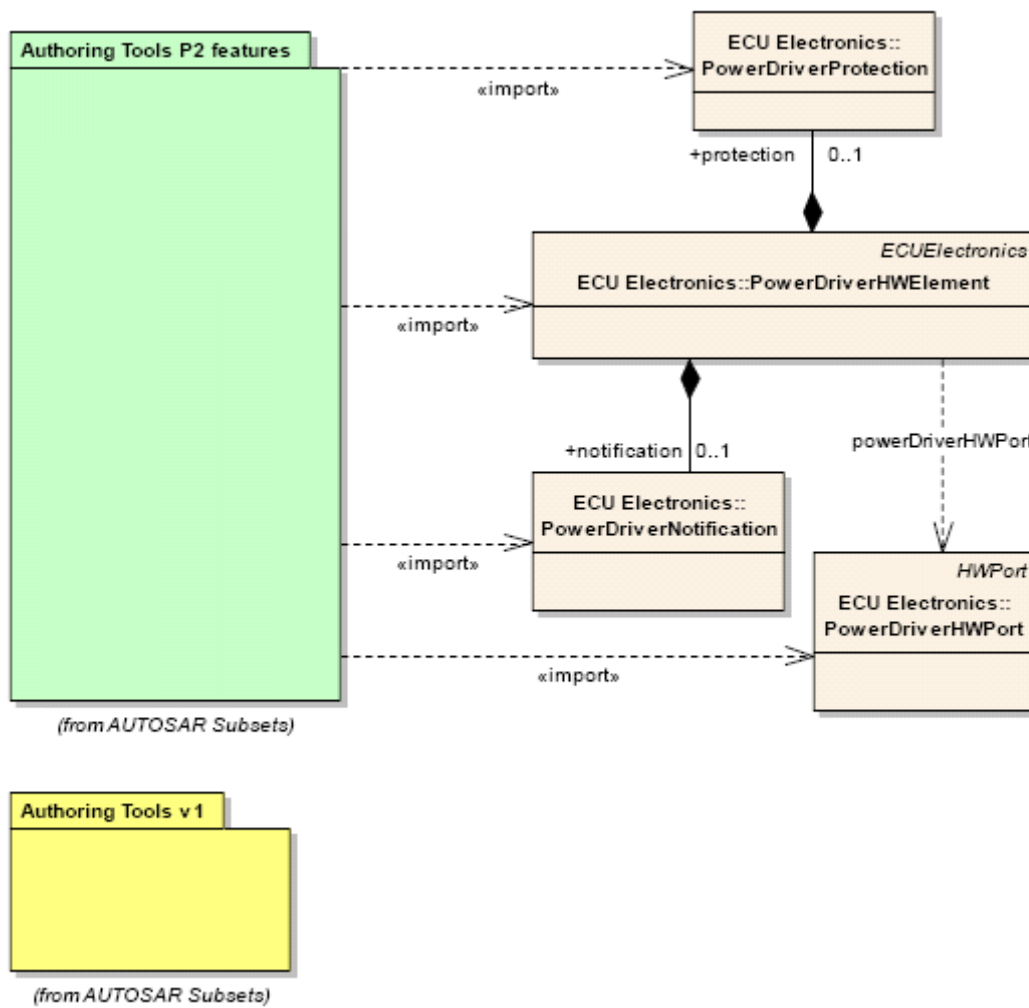 Authoring Tools P2 features
ECU Electronics::
PowerDriverProtection
«import»
+protection 0..1
ECUElectronics
ECU Electronics::PowerDriverHWElement
«import»
powerDriverHWPort
+notification 0..1
ECU Electronics::
PowerDriverNotification
«import»
HWPort
ECU Electronics::
PowerDriverHWPort
«import»
(from AUTOSAR Subsets)
Authoring Tools v1
(from AUTOSAR Subsets)